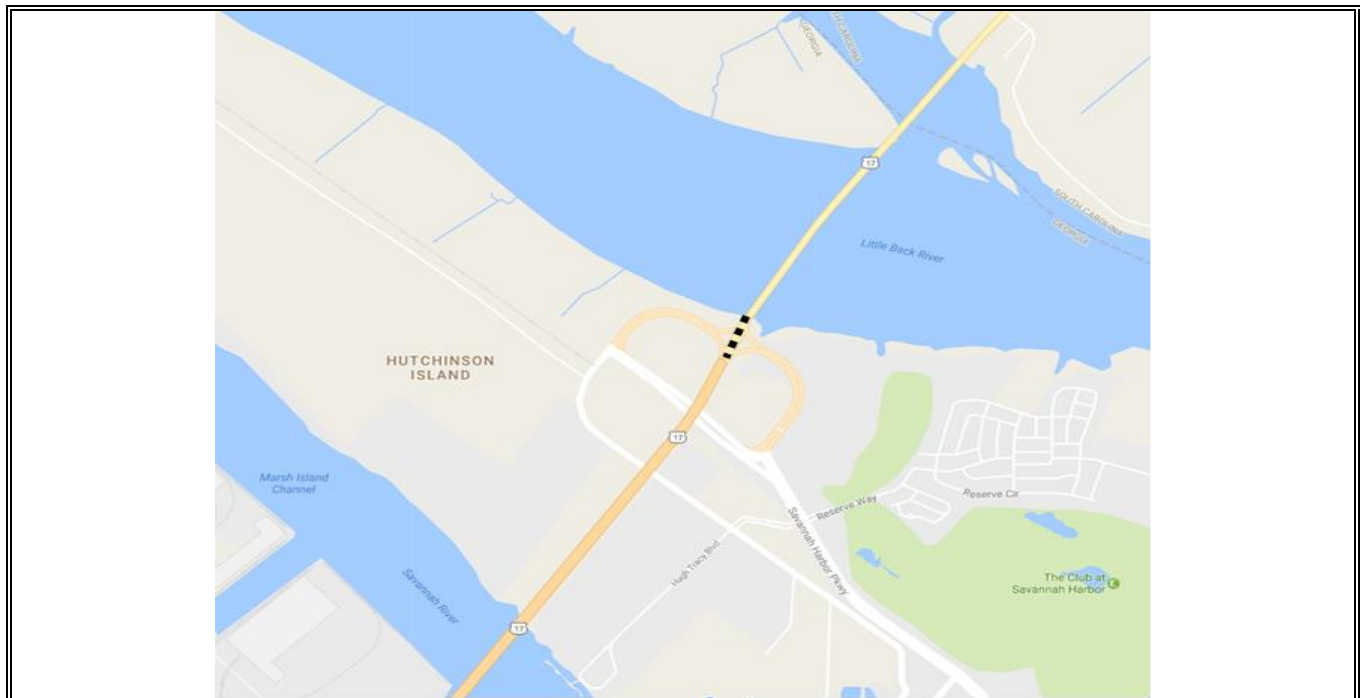 SOUTH CAROLINA
GEORGIA
17
SOUTH CAROLINA
GEORGIA
Little Back River
HUTCHINSON
ISLAND
17
Marsh Island
Channel
Reserve Cir
Reserve Way
Savannah Harbor Pkwy
Hugh Tracy Blvd
The Club at
Savannah Harbor
Savannah River
17